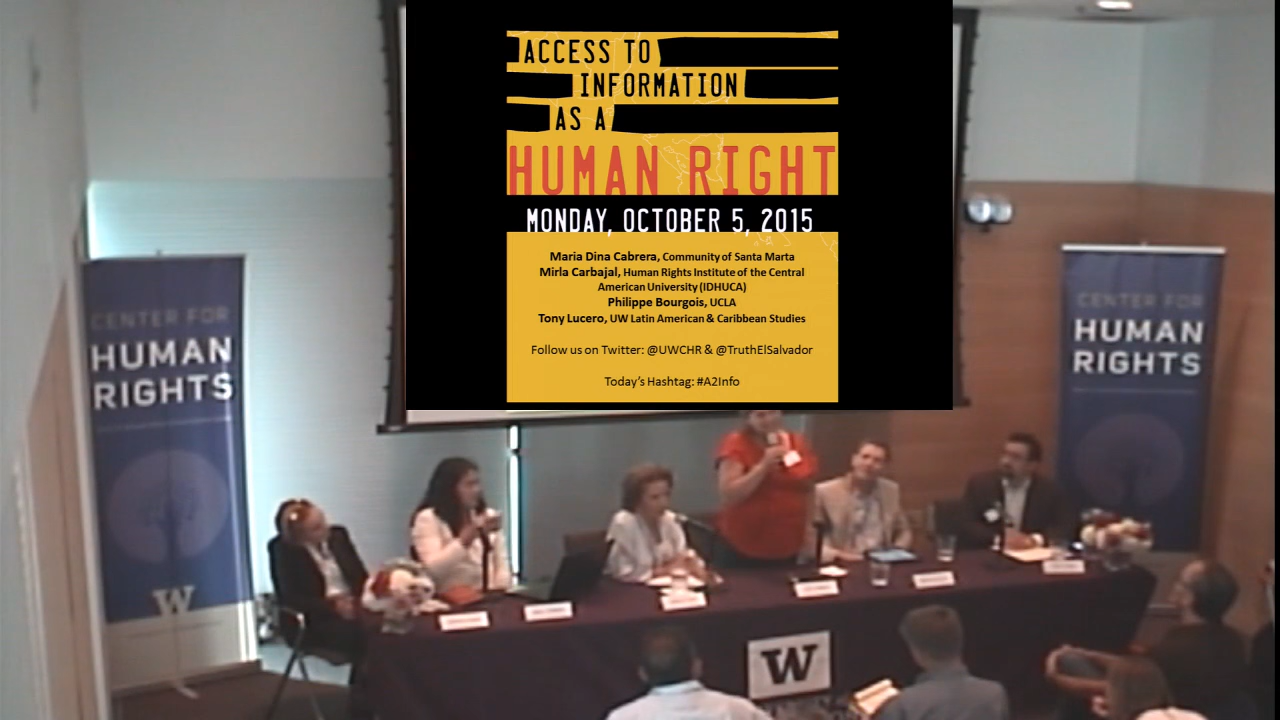 ACCESS TO
INFORMATION
AS A
HUMAN RIGHT
MONDAY, OCTOBER 5, 2015
Maria Dina Cabrera, Community of Santa Marta
Mirla Carbajal, Human Rights Institute of the Central
American University (IDHUCA)
Philippe Bourgois, UCLA
Tony Lucero, UW Latin American & Caribbean Studies
Follow us on Twitter: @UWCHR & @TruthElSalvador
Today's Hashtag: #A2Info
CENTER FOR
HUMAN
RIGHTS
W
CENTER FOR
HUMAN
RIGHTS
W